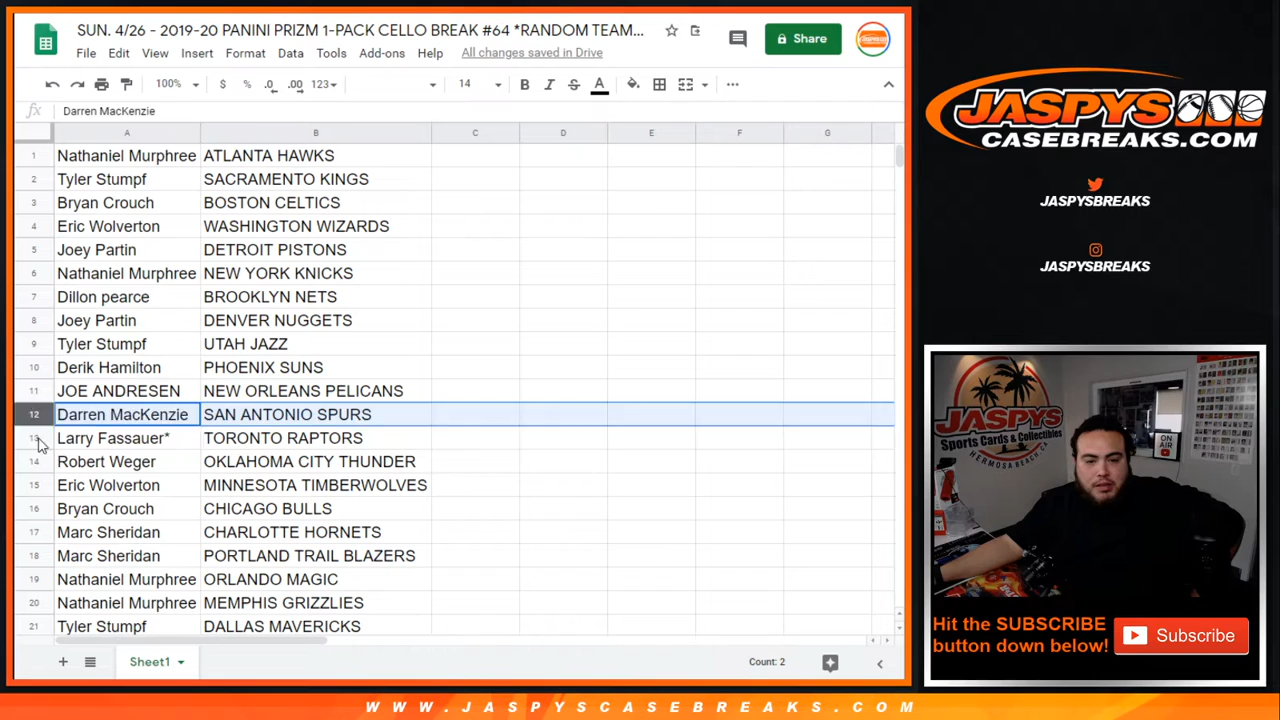 SUN. 4/26 - 2019-20 PANINI PRIZM 1-PACK CELLO BREAK #64 *RANDOM TEAM...
Share
File Edit View Insert Format Data Tools Add-ons Help All changes saved in Drive
100% $ % .0 .00 123 14 B I S A
fx Darren MacKenzie
A B C D E F G
1 Nathaniel Murphree ATLANTA HAWKS
2 Tyler Stumpf SACRAMENTO KINGS
3 Bryan Crouch BOSTON CELTICS
4 Eric Wolverton WASHINGTON WIZARDS
5 Joey Partin DETROIT PISTONS
6 Nathaniel Murphree NEW YORK KNICKS
7 Dillon pearce BROOKLYN NETS
8 Joey Partin DENVER NUGGETS
9 Tyler Stumpf UTAH JAZZ
10 Derik Hamilton PHOENIX SUNS
11 JOE ANDRESEN NEW ORLEANS PELICANS
12 Darren MacKenzie SAN ANTONIO SPURS
13 Larry Fassauer* TORONTO RAPTORS
14 Robert Weger OKLAHOMA CITY THUNDER
15 Eric Wolverton MINNESOTA TIMBERWOLVES
16 Bryan Crouch CHICAGO BULLS
17 Marc Sheridan CHARLOTTE HORNETS
18 Marc Sheridan PORTLAND TRAIL BLAZERS
19 Nathaniel Murphree ORLANDO MAGIC
20 Nathaniel Murphree MEMPHIS GRIZZLIES
21 Tyler Stumpf DALLAS MAVERICKS
Sheet1
Count: 2
JASPYS
CASEBREAKS.COM
JASPYSBREAKS
JASPYSBREAKS
JASPYS
Sports Cards & Collectibles
HERMOSA BEACH, CA
ON AIR
Hit the SUBSCRIBE
button down below!
Subscribe
WWW.JASPYSCASEBREAKS.COM